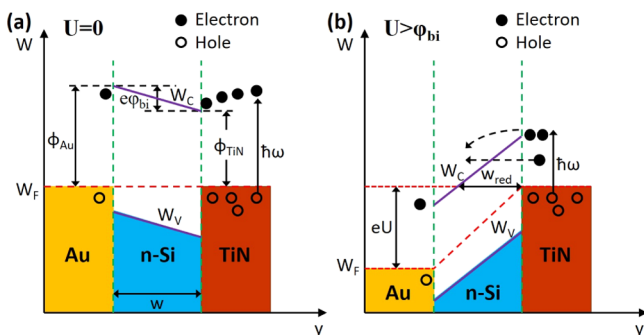 (a) U=0
● Electron
○ Hole
W
eφbi
WC
ϕAu
ϕTiN
ħω
WF
WV
Au
n-Si
TiN
w
y
(b) U>φbi
● Electron
○ Hole
W
WC
wred
ħω
eU
WV
WF
Au
n-Si
TiN
y